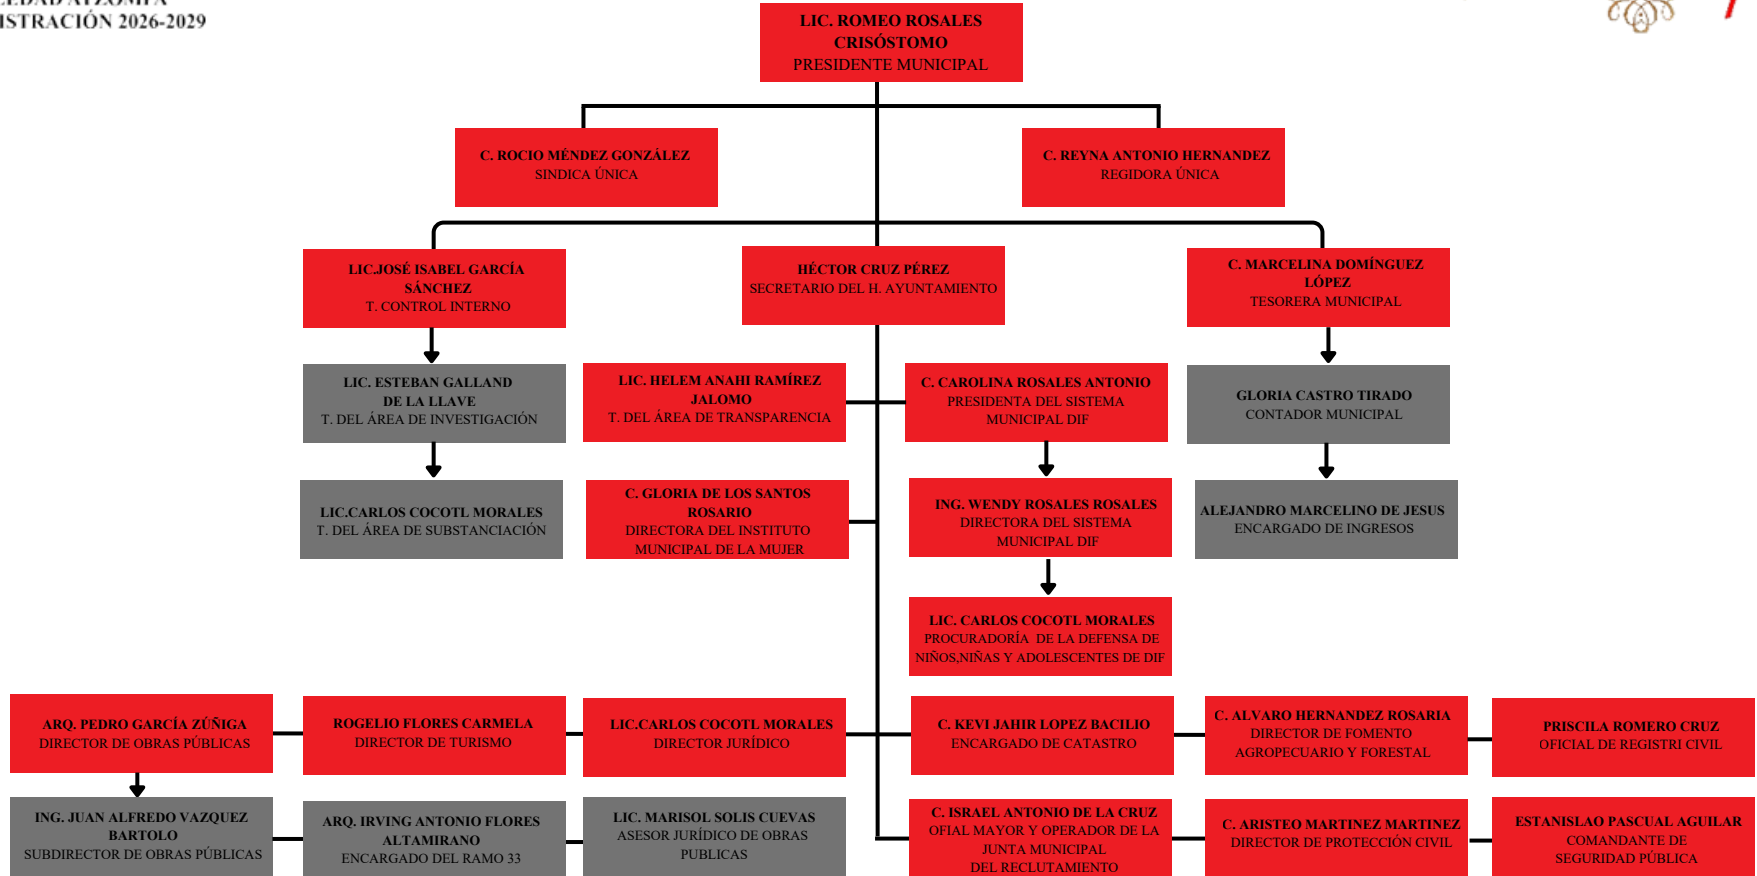 ISTRACIÓN 2026-2029
LIC. ROMEO ROSALES
CRISÓSTOMO
PRESIDENTE MUNICIPAL
C. ROCIO MÉNDEZ GONZÁLEZ
SINDICA ÚNICA
C. REYNA ANTONIO HERNANDEZ
REGIDORA ÚNICA
LIC.JOSÉ ISABEL GARCÍA
SÁNCHEZ
T. CONTROL INTERNO
HÉCTOR CRUZ PÉREZ
SECRETARIO DEL H. AYUNTAMIENTO
C. MARCELINA DOMÍNGUEZ
LÓPEZ
TESORERA MUNICIPAL
LIC. ESTEBAN GALLAND
DE LA LLAVE
T. DEL ÁREA DE INVESTIGACIÓN
LIC. HELEM ANAHI RAMÍREZ
JALOMO
T. DEL ÁREA DE TRANSPARENCIA
C. CAROLINA ROSALES ANTONIO
PRESIDENTA DEL SISTEMA
MUNICIPAL DIF
GLORIA CASTRO TIRADO
CONTADOR MUNICIPAL
LIC.CARLOS COCOTL MORALES
T. DEL ÁREA DE SUBSTANCIACIÓN
C. GLORIA DE LOS SANTOS
ROSARIO
DIRECTORA DEL INSTITUTO
MUNICIPAL DE LA MUJER
ING. WENDY ROSALES ROSALES
DIRECTORA DEL SISTEMA
MUNICIPAL DIF
ALEJANDRO MARCELINO DE JESUS
ENCARGADO DE INGRESOS
LIC. CARLOS COCOTL MORALES
PROCURADORÍA DE LA DEFENSA DE
NIÑOS,NIÑAS Y ADOLESCENTES DE DIF
ARQ. PEDRO GARCÍA ZÚÑIGA
DIRECTOR DE OBRAS PÚBLICAS
ROGELIO FLORES CARMELA
DIRECTOR DE TURISMO
LIC.CARLOS COCOTL MORALES
DIRECTOR JURÍDICO
C. KEVI JAHIR LOPEZ BACILIO
ENCARGADO DE CATASTRO
C. ALVARO HERNANDEZ ROSARIA
DIRECTOR DE FOMENTO
AGROPECUARIO Y FORESTAL
PRISCILA ROMERO CRUZ
OFICIAL DE REGISTRI CIVIL
ING. JUAN ALFREDO VAZQUEZ
BARTOLO
SUBDIRECTOR DE OBRAS PÚBLICAS
ARQ. IRVING ANTONIO FLORES
ALTAMIRANO
ENCARGADO DEL RAMO 33
LIC. MARISOL SOLIS CUEVAS
ASESOR JURÍDICO DE OBRAS
PUBLICAS
C. ISRAEL ANTONIO DE LA CRUZ
OFIAL MAYOR Y OPERADOR DE LA
JUNTA MUNICIPAL
DEL RECLUTAMIENTO
C. ARISTEO MARTINEZ MARTINEZ
DIRECTOR DE PROTECCIÓN CIVIL
ESTANISLAO PASCUAL AGUILAR
COMANDANTE DE
SEGURIDAD PÚBLICA